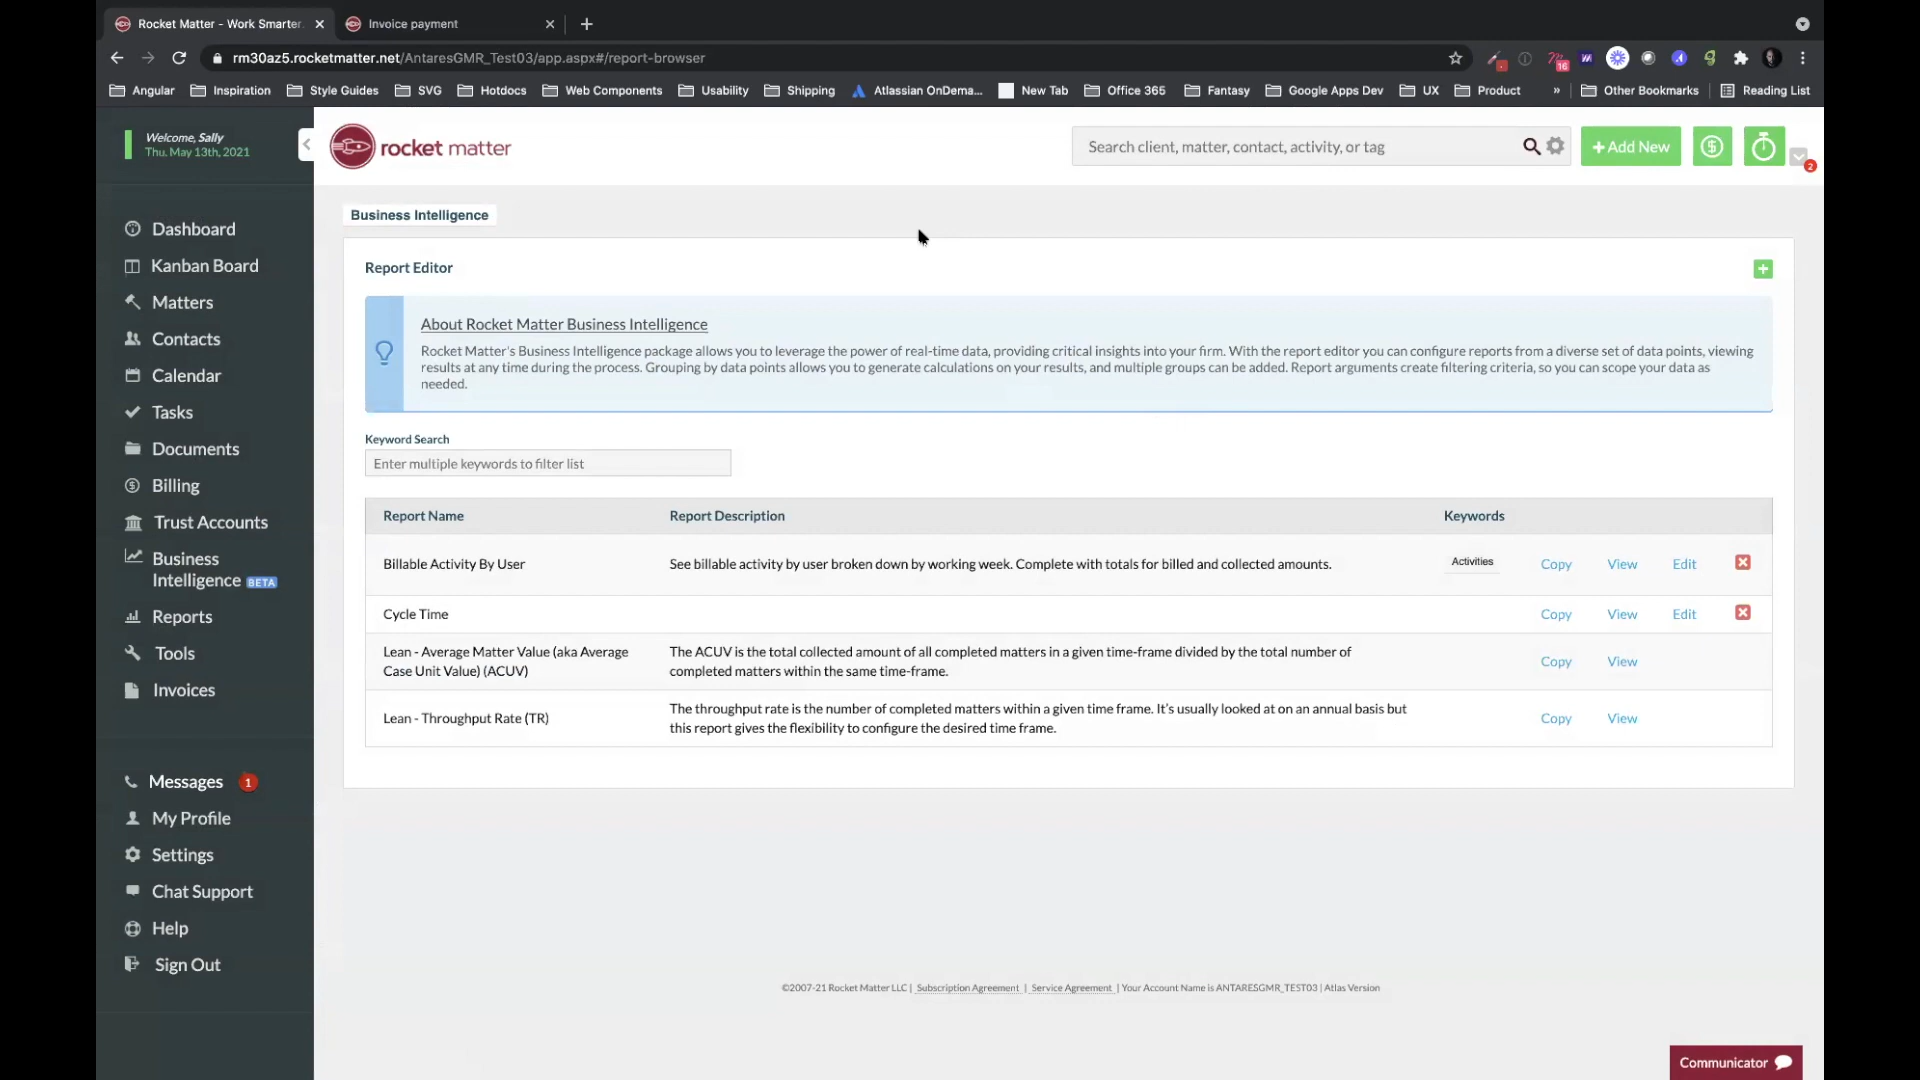 Rocket Matter - Work Smarter
Invoice payment
rm30az5.rocketmatter.net/AntaresGMR_Test03/app.aspx#/report-browser
16
Angular
Inspiration
Style Guides
SVG
Hotdocs
Web Components
Usability
Shipping
Atlassian OnDema...
New Tab
Office 365
Fantasy
Google Apps Dev
UX
Product
»
Other Bookmarks
Reading List
Welcome, Sally
Thu. May 13th, 2021
rocket matter
Search client, matter, contact, activity, or tag
+ Add New
2
Dashboard
Kanban Board
Matters
Contacts
Calendar
Tasks
Documents
Billing
Trust Accounts
Business
Intelligence BETA
Reports
Tools
Invoices
Messages 1
My Profile
Settings
Chat Support
Help
Sign Out
Business Intelligence
Report Editor
About Rocket Matter Business Intelligence
Rocket Matter's Business Intelligence package allows you to leverage the power of real-time data, providing critical insights into your firm. With the report editor you can configure reports from a diverse set of data points, viewing
results at any time during the process. Grouping by data points allows you to generate calculations on your results, and multiple groups can be added. Report arguments create filtering criteria, so you can scope your data as
needed.
Keyword Search
Enter multiple keywords to filter list
Report Name Report Description Keywords
Billable Activity By User See billable activity by user broken down by working week. Complete with totals for billed and collected amounts. Activities Copy View Edit
Cycle Time Copy View Edit
Lean - Average Matter Value (aka Average
Case Unit Value) (ACUV)
The ACUV is the total collected amount of all completed matters in a given time-frame divided by the total number of
completed matters within the same time-frame.
Copy View
Lean - Throughput Rate (TR)
The throughput rate is the number of completed matters within a given time frame. It's usually looked at on an annual basis but
this report gives the flexibility to configure the desired time frame.
Copy View
©2007-21 Rocket Matter LLC | Subscription Agreement | Service Agreement | Your Account Name is ANTARESGMR_TEST03 | Atlas Version
Communicator